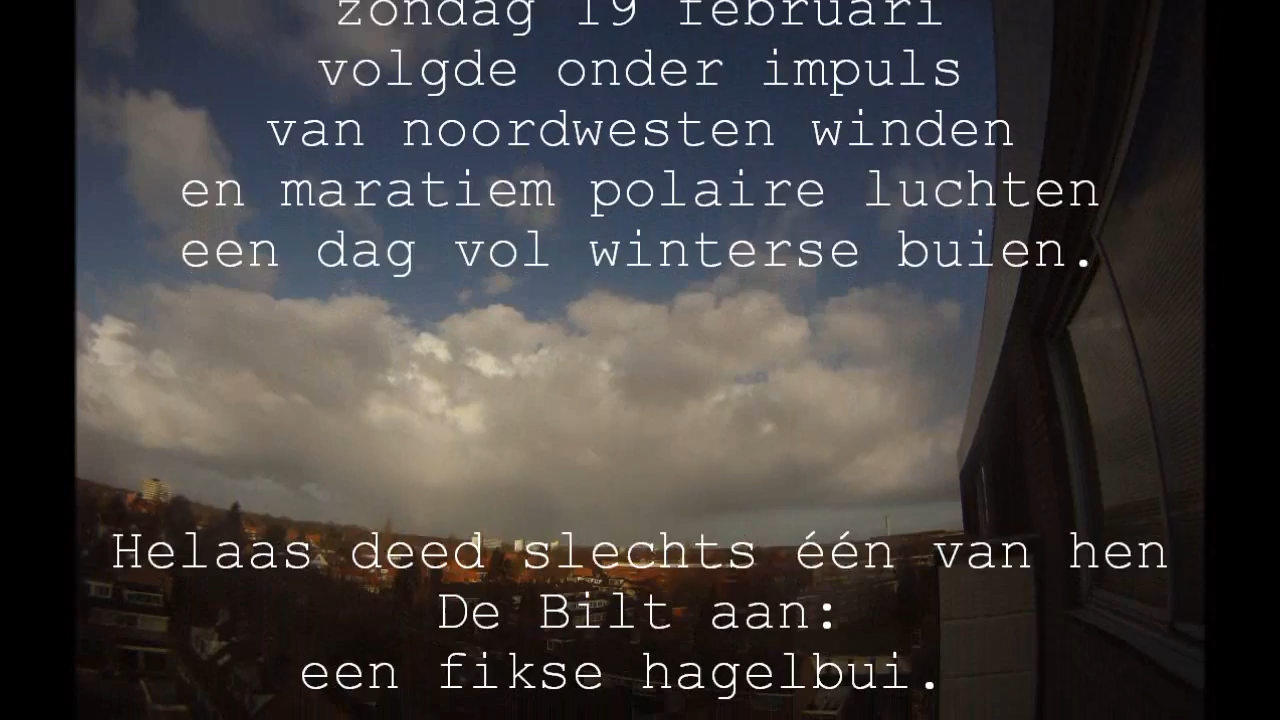 zondag 19 februari
volgde onder impuls
van noordwesten winden
en maratiem polaire luchten
een dag vol winterse buien.
Helaas deed slechts één van hen
De Bilt aan:
een fikse hagelbui.